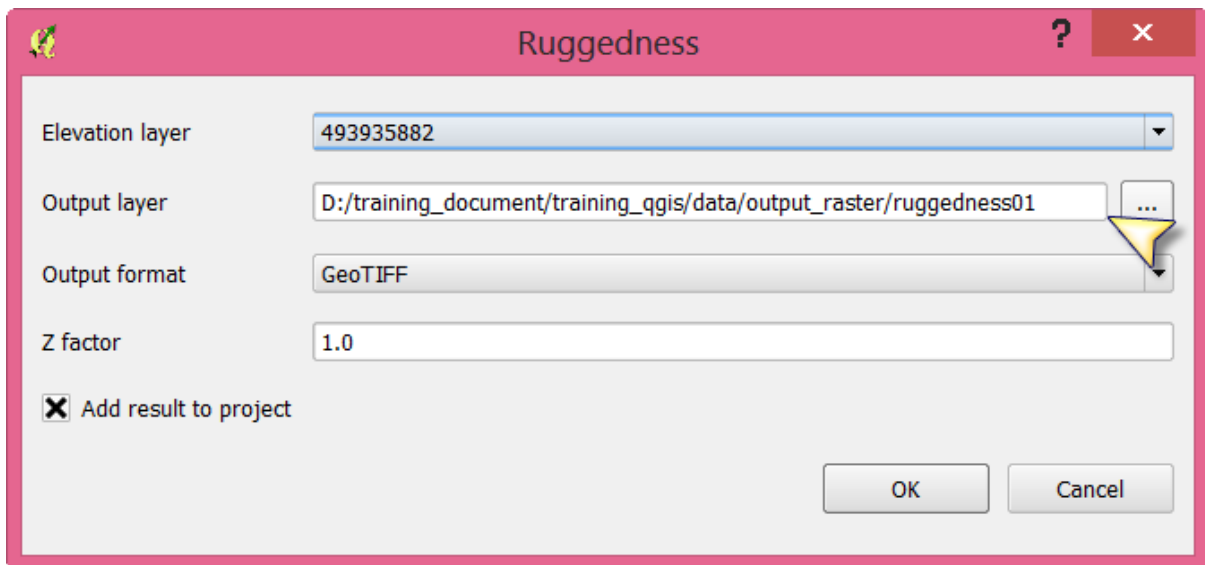 Ruggedness ? ×
Elevation layer 493935882
Output layer D:/training_document/training_qgis/data/output_raster/ruggedness01 ...
Output format GeoTIFF
Z factor 1.0
Add result to project
OK Cancel